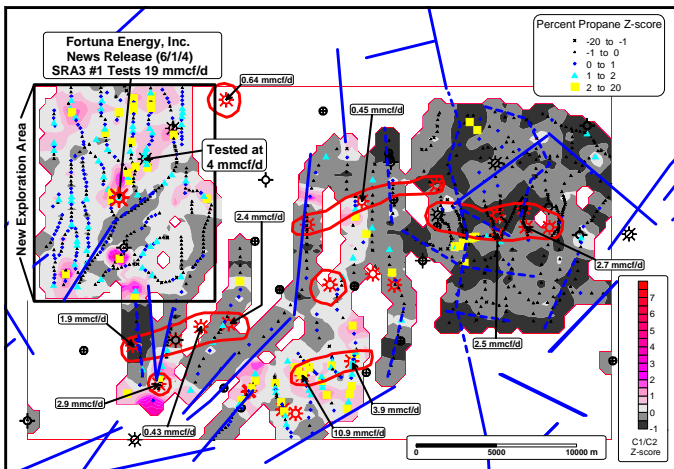 Fortuna Energy, Inc.
News Release (6/1/4)
SRA3 #1 Tests 19 mmcf/d
Percent Propane Z-score
-20 to -1
-1 to 0
0 to 1
1 to 2
2 to 20
0.64 mmcf/d
0.45 mmcf/d
Tested at
4 mmcf/d
New Exploration Area
2.4 mmcf/d
2.7 mmcf/d
1.9 mmcf/d
2.5 mmcf/d
2.9 mmcf/d
3.9 mmcf/d
0.43 mmcf/d
10.9 mmcf/d
7
6
5
4
3
2
1
0
-1
C1/C2
Z-score
0 5000 10000 m